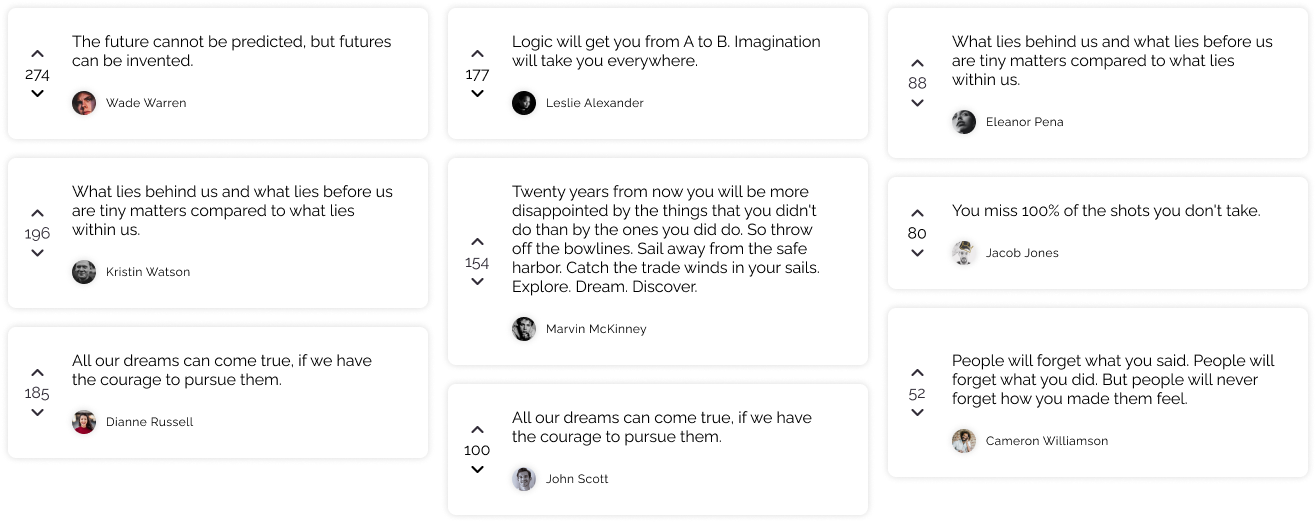 274
The future cannot be predicted, but futures
can be invented.
Wade Warren
196
What lies behind us and what lies before us
are tiny matters compared to what lies
within us.
Kristin Watson
185
All our dreams can come true, if we have
the courage to pursue them.
Dianne Russell
177
Logic will get you from A to B. Imagination
will take you everywhere.
Leslie Alexander
154
Twenty years from now you will be more
disappointed by the things that you didn't
do than by the ones you did do. So throw
off the bowlines. Sail away from the safe
harbor. Catch the trade winds in your sails.
Explore. Dream. Discover.
Marvin McKinney
100
All our dreams can come true, if we have
the courage to pursue them.
John Scott
88
What lies behind us and what lies before us
are tiny matters compared to what lies
within us.
Eleanor Pena
80
You miss 100% of the shots you don't take.
Jacob Jones
52
People will forget what you said. People will
forget what you did. But people will never
forget how you made them feel.
Cameron Williamson